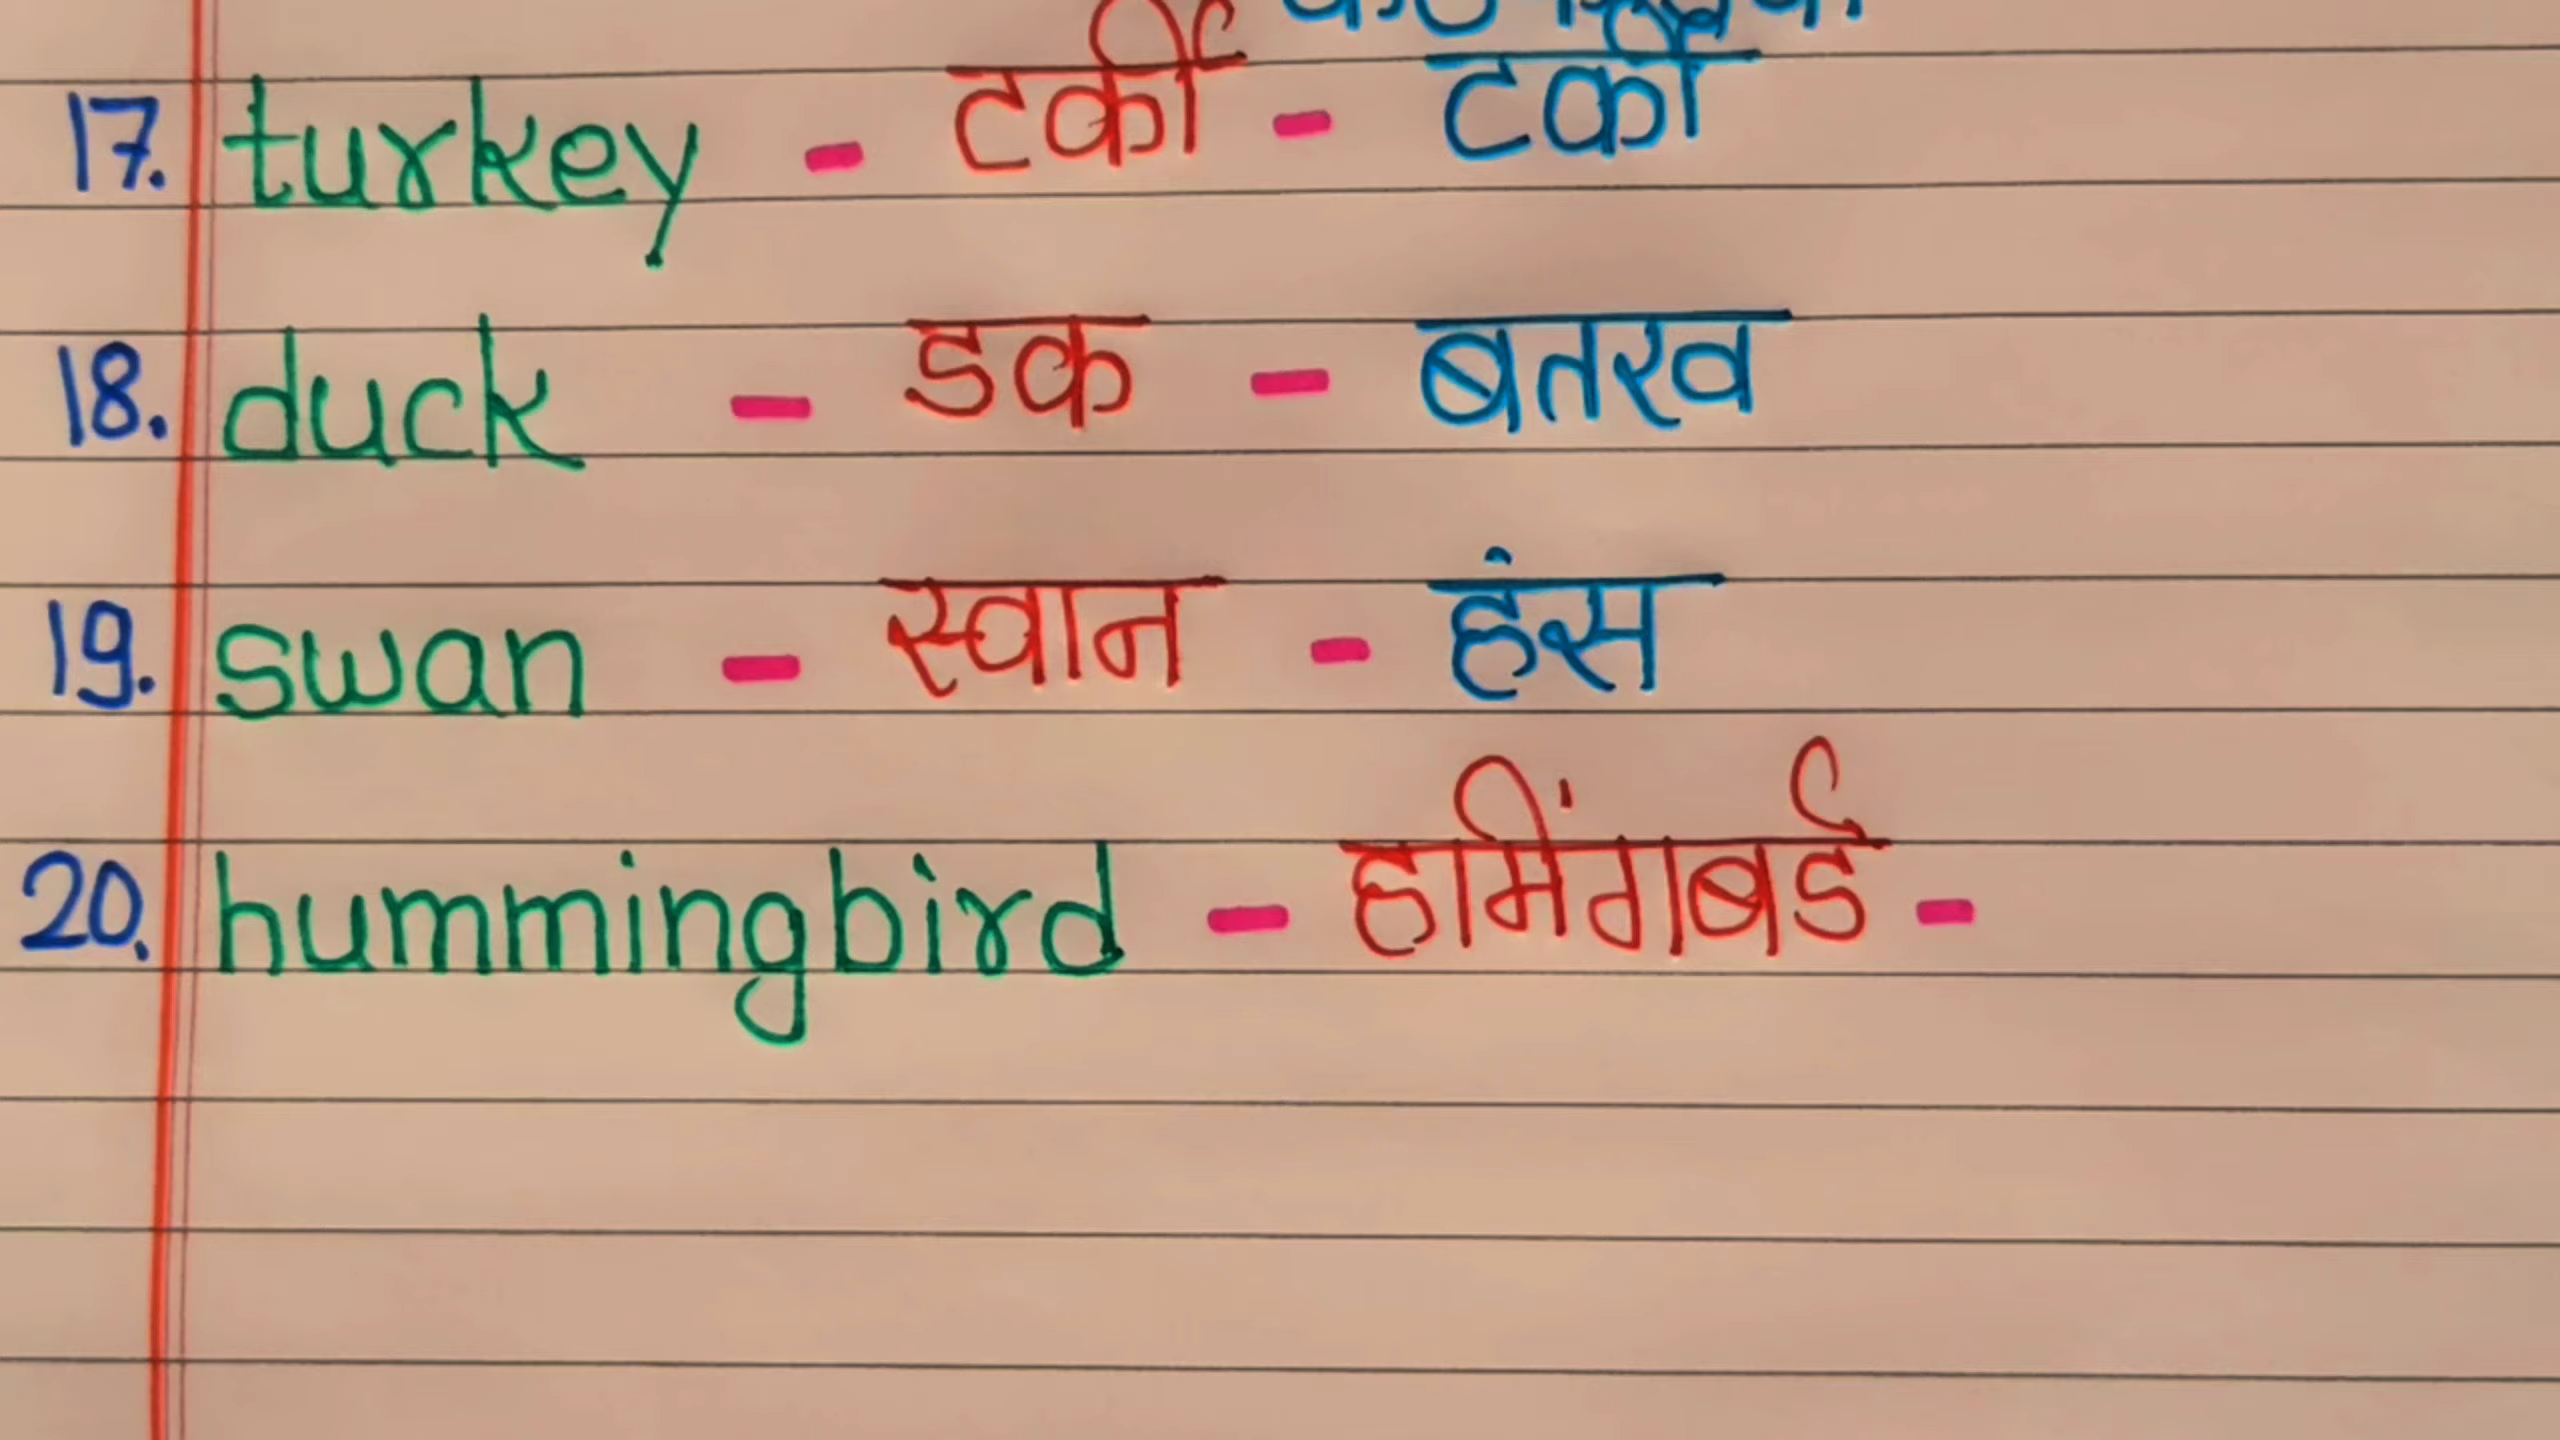 17. turkey - टर्की - टर्की
18. duck - डक - बतख
19. swan - स्वान - हंस
20. hummingbird - हमिंगबर्ड -